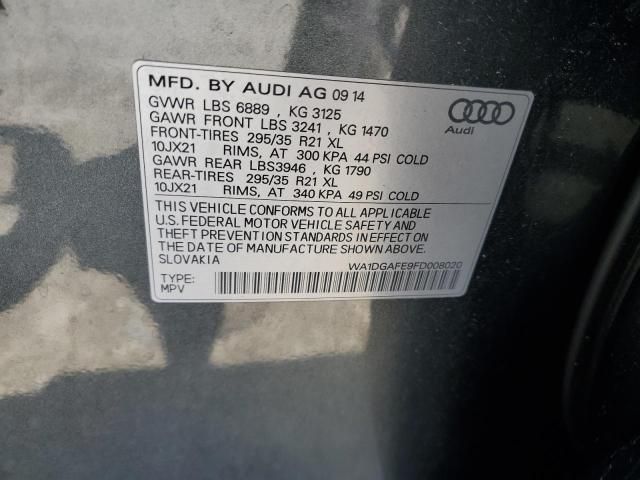 MFD. BY AUDI AG 09 14
GVWR LBS 6889 , KG 3125
GAWR FRONT LBS 3241 , KG 1470
FRONT-TIRES 295/35 R21 XL
10JX21 RIMS, AT 300 KPA 44 PSI COLD
GAWR REAR LBS3946 , KG 1790
REAR-TIRES 295/35 R21 XL
10JX21 RIMS, AT 340 KPA 49 PSI COLD
Audi
THIS VEHICLE CONFORMS TO ALL APPLICABLE
U.S. FEDERAL MOTOR VEHICLE SAFETY AND
THEFT PREVENTION STANDARDS IN EFFECT ON
THE DATE OF MANUFACTURE SHOWN ABOVE.
SLOVAKIA
WA1DGAFE9FD008020
TYPE:
MPV